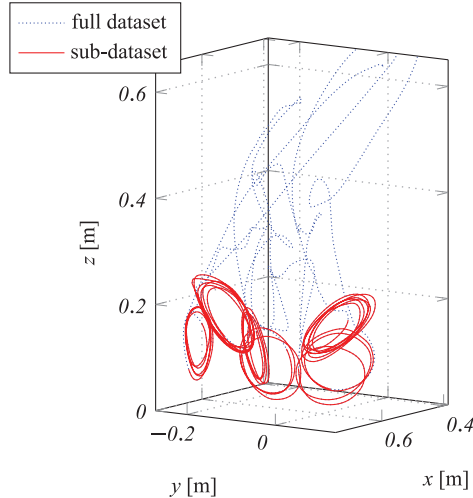 full dataset
sub-dataset
0.6
0.4
0.2
0
z [m]
−0.2
0
y [m]
0.6
0.4
x [m]